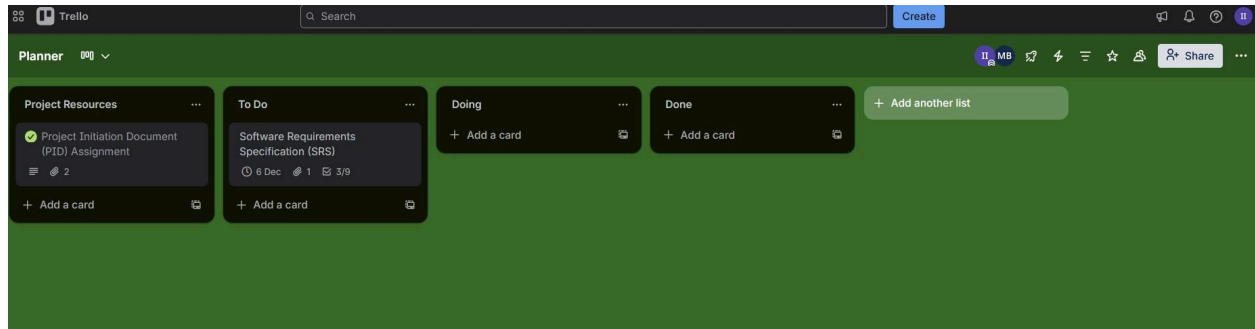 Trello
Search
Create
II
Planner
II MB
Share
Project Resources
Project Initiation Document
(PID) Assignment
2
+ Add a card
To Do
Software Requirements
Specification (SRS)
6 Dec 1 3/9
+ Add a card
Doing
+ Add a card
Done
+ Add a card
+ Add another list